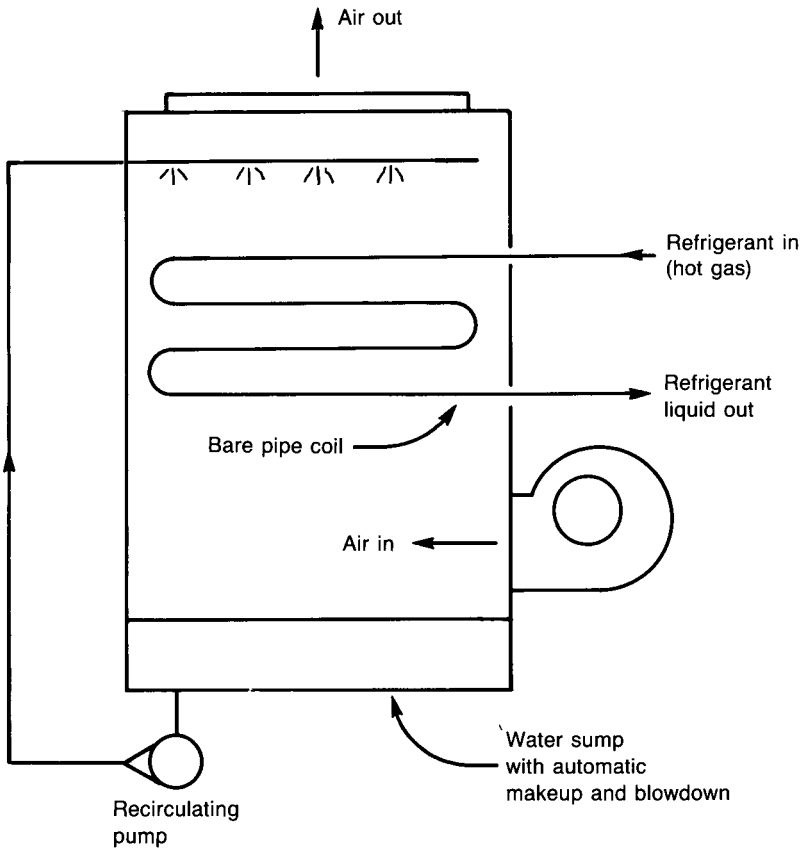 Air out
Refrigerant in
(hot gas)
Refrigerant
liquid out
Bare pipe coil
Air in
Water sump
with automatic
makeup and blowdown
Recirculating
pump